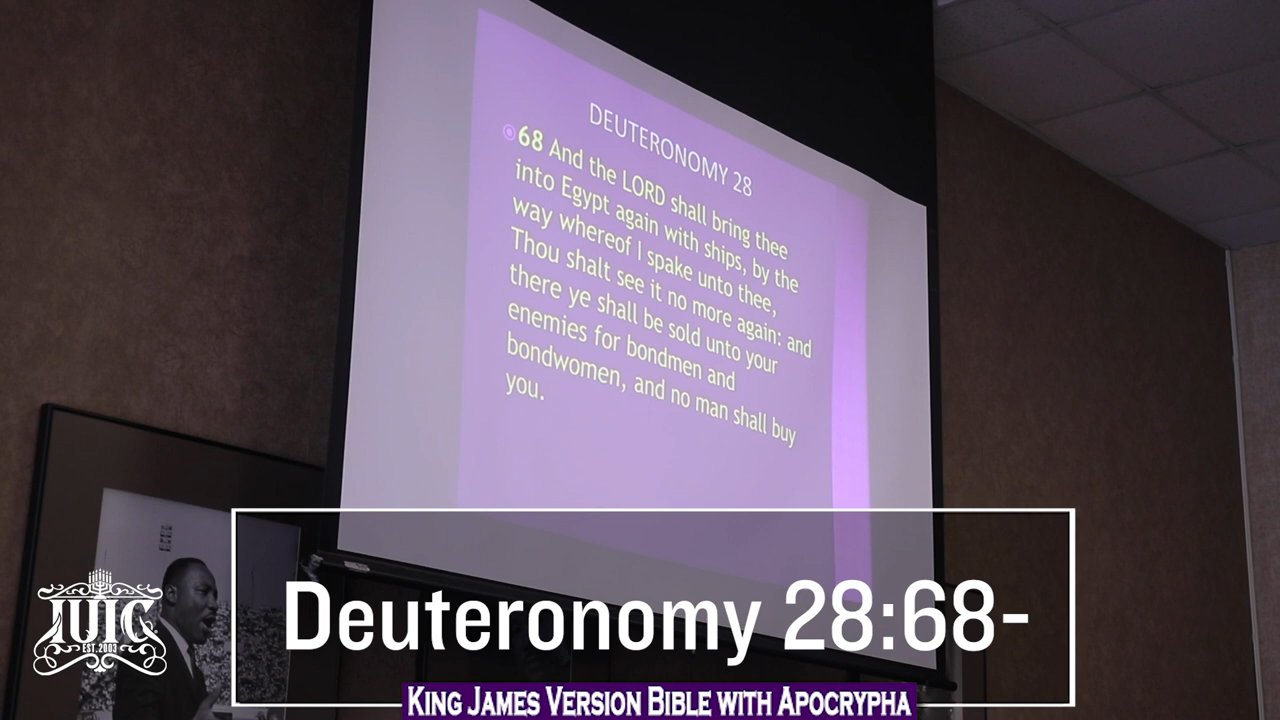 DEUTERONOMY 28
68 And the LORD shall bring thee
into Egypt again with ships, by the
way whereof I spake unto thee,
Thou shalt see it no more again: and
there ye shall be sold unto your
enemies for bondmen and
bondwomen, and no man shall buy
you.
IUIC
EST. 2003
Deuteronomy 28:68-
KING JAMES VERSION BIBLE WITH APOCRYPHA